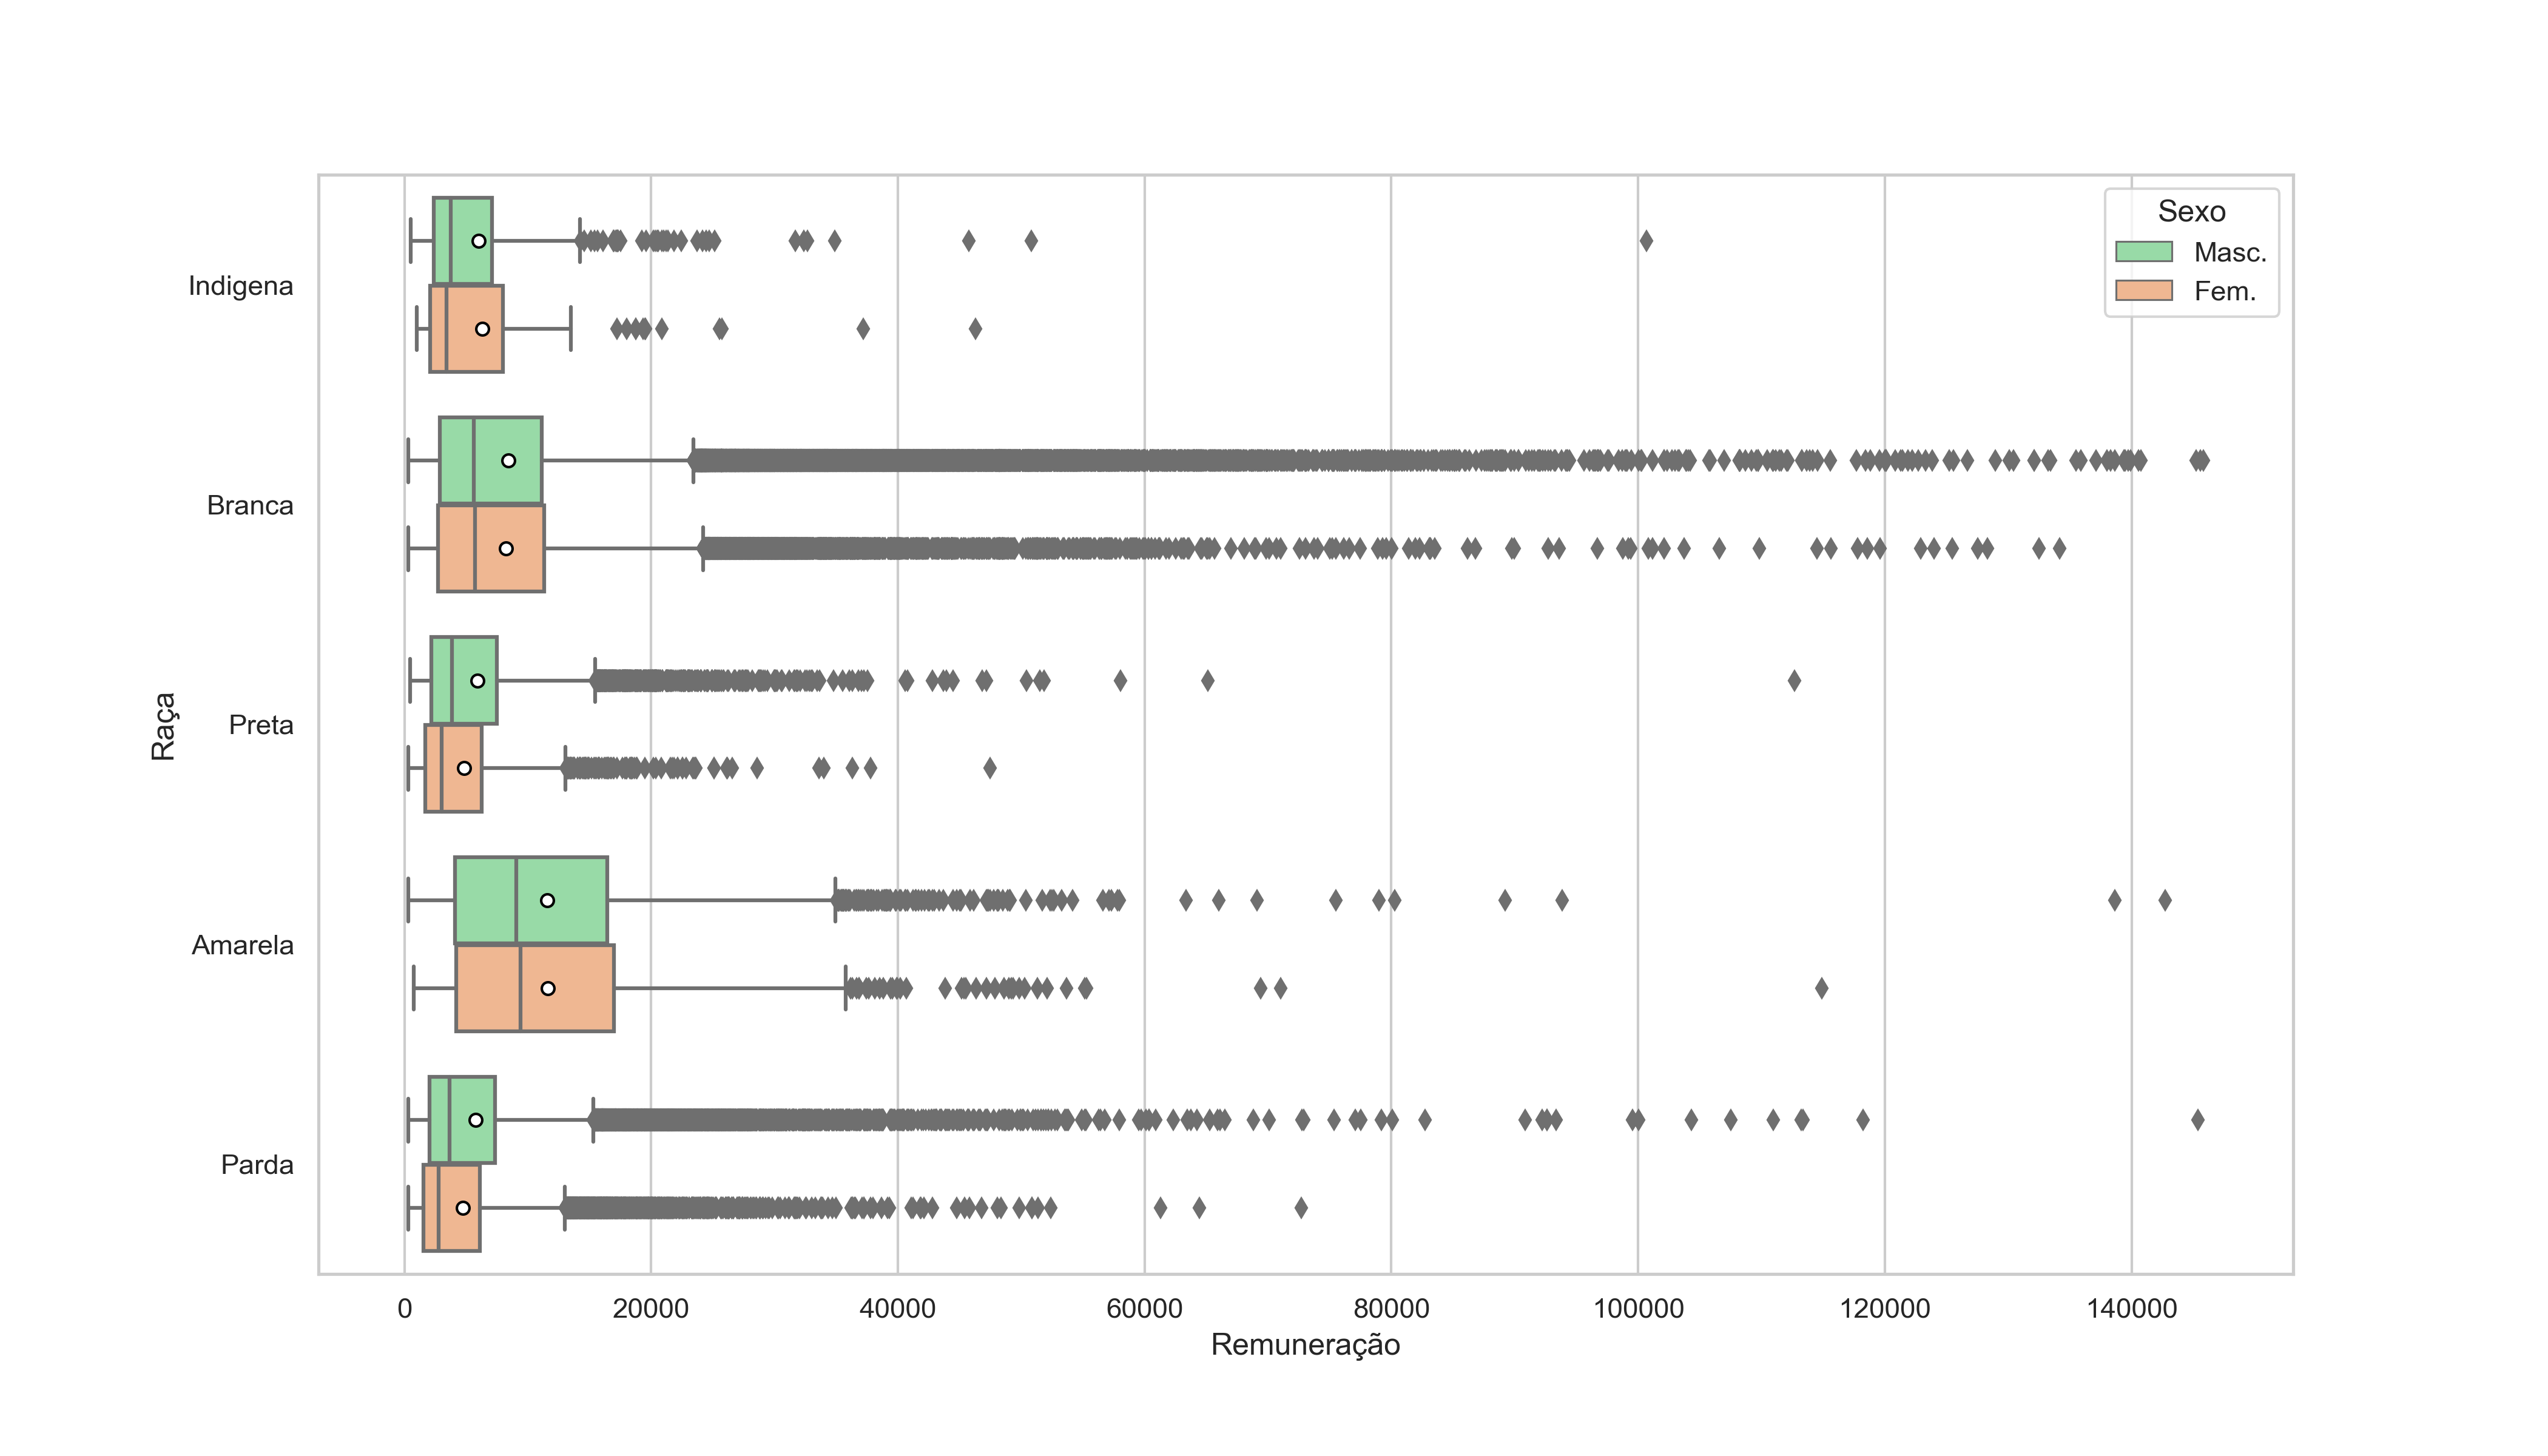 Sexo
Masc.
Fem.
Raça
Indigena
Branca
Preta
Amarela
Parda
0 20000 40000 60000 80000 100000 120000 140000
Remuneração